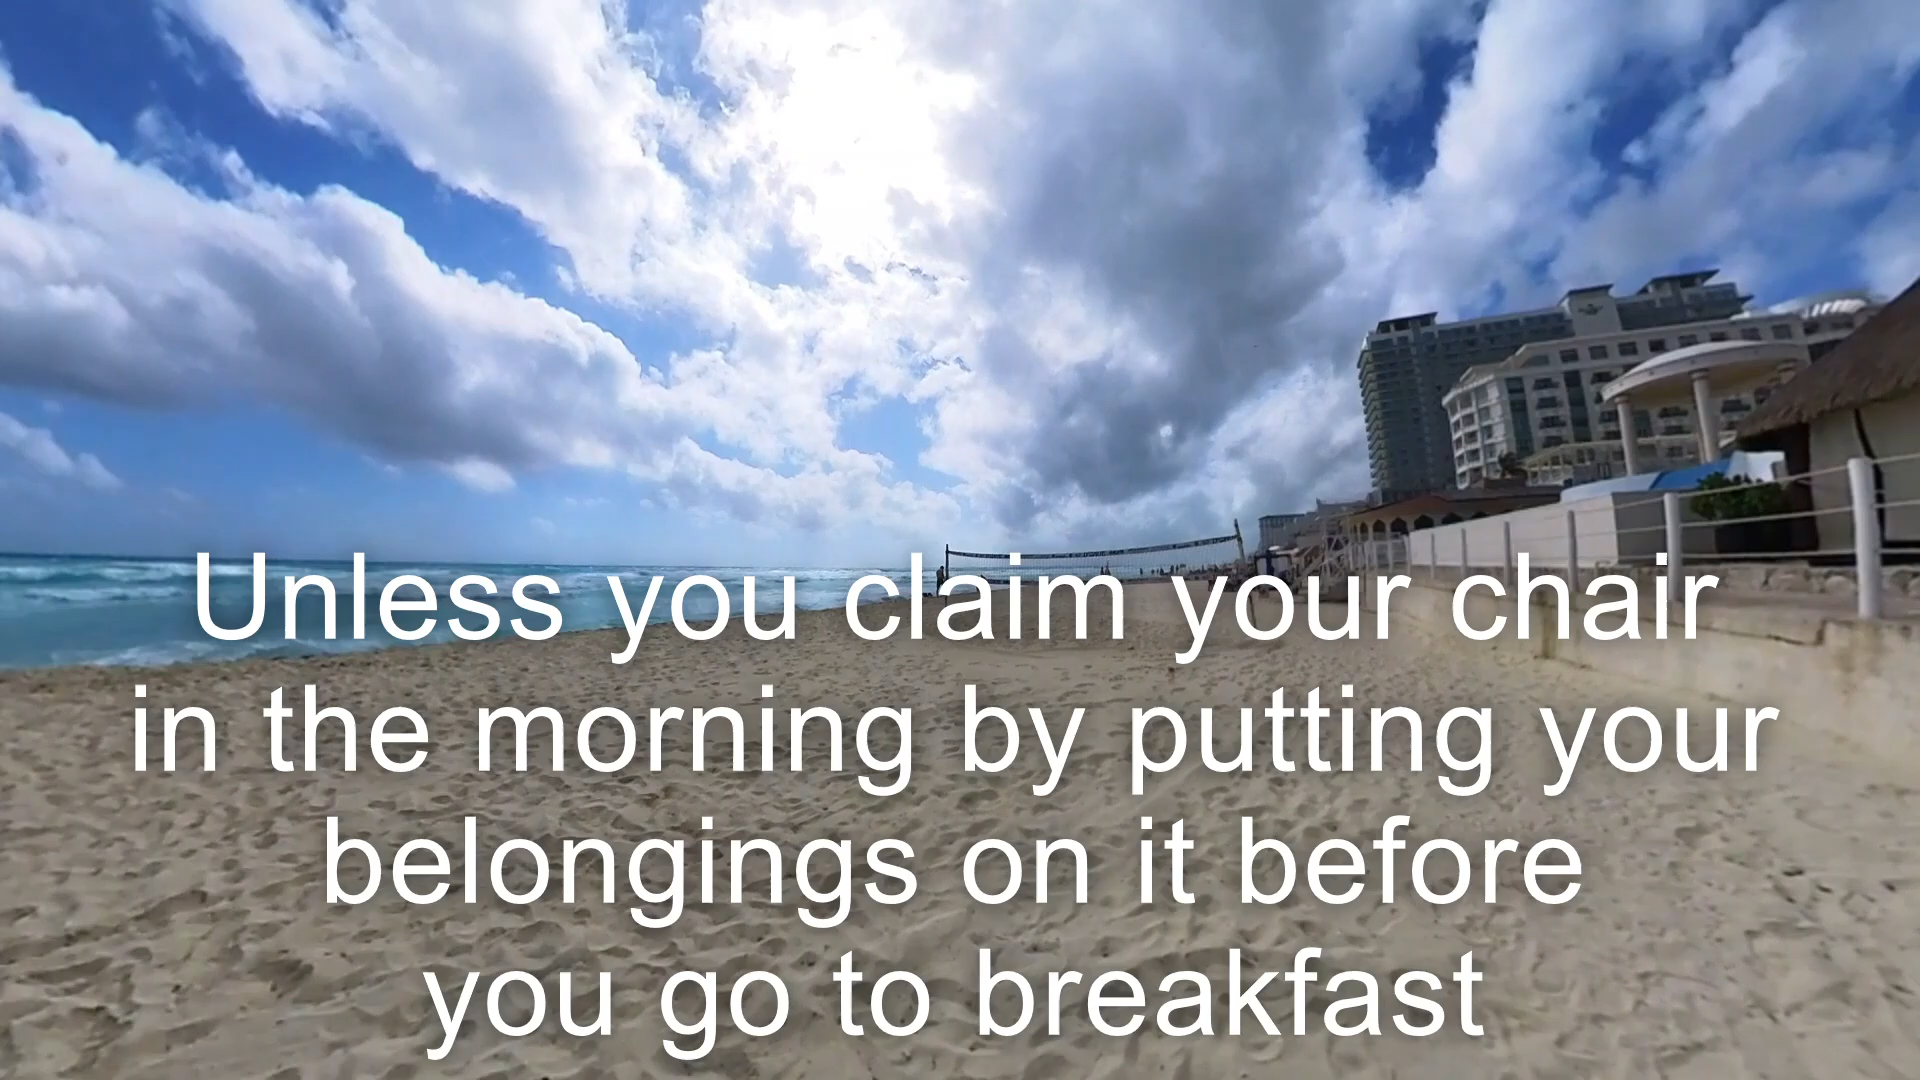 Unless you claim your chair
in the morning by putting your
belongings on it before
you go to breakfast